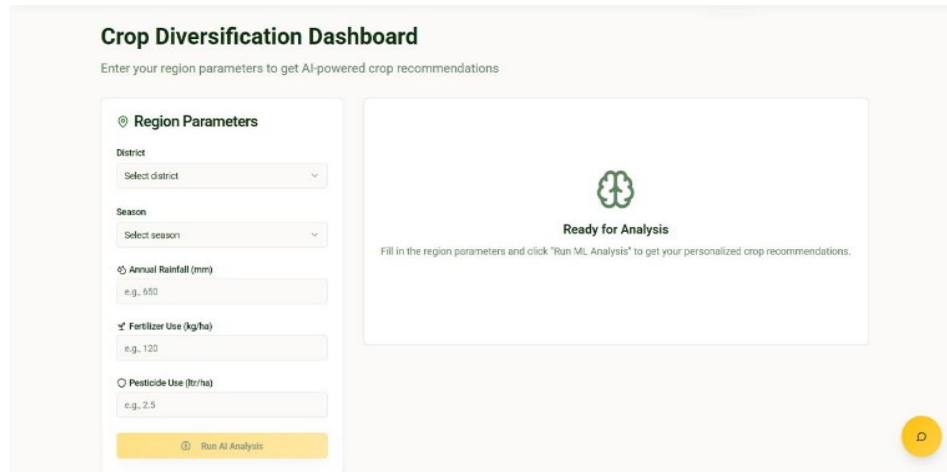 Crop Diversification Dashboard
Enter your region parameters to get AI-powered crop recommendations
Region Parameters
District
Select district
Season
Select season
Annual Rainfall (mm)
e.g., 650
Fertilizer Use (kg/ha)
e.g., 120
Pesticide Use (ltr/ha)
e.g., 2.5
Run AI Analysis
Ready for Analysis
Fill in the region parameters and click "Run ML Analysis" to get your personalized crop recommendations.